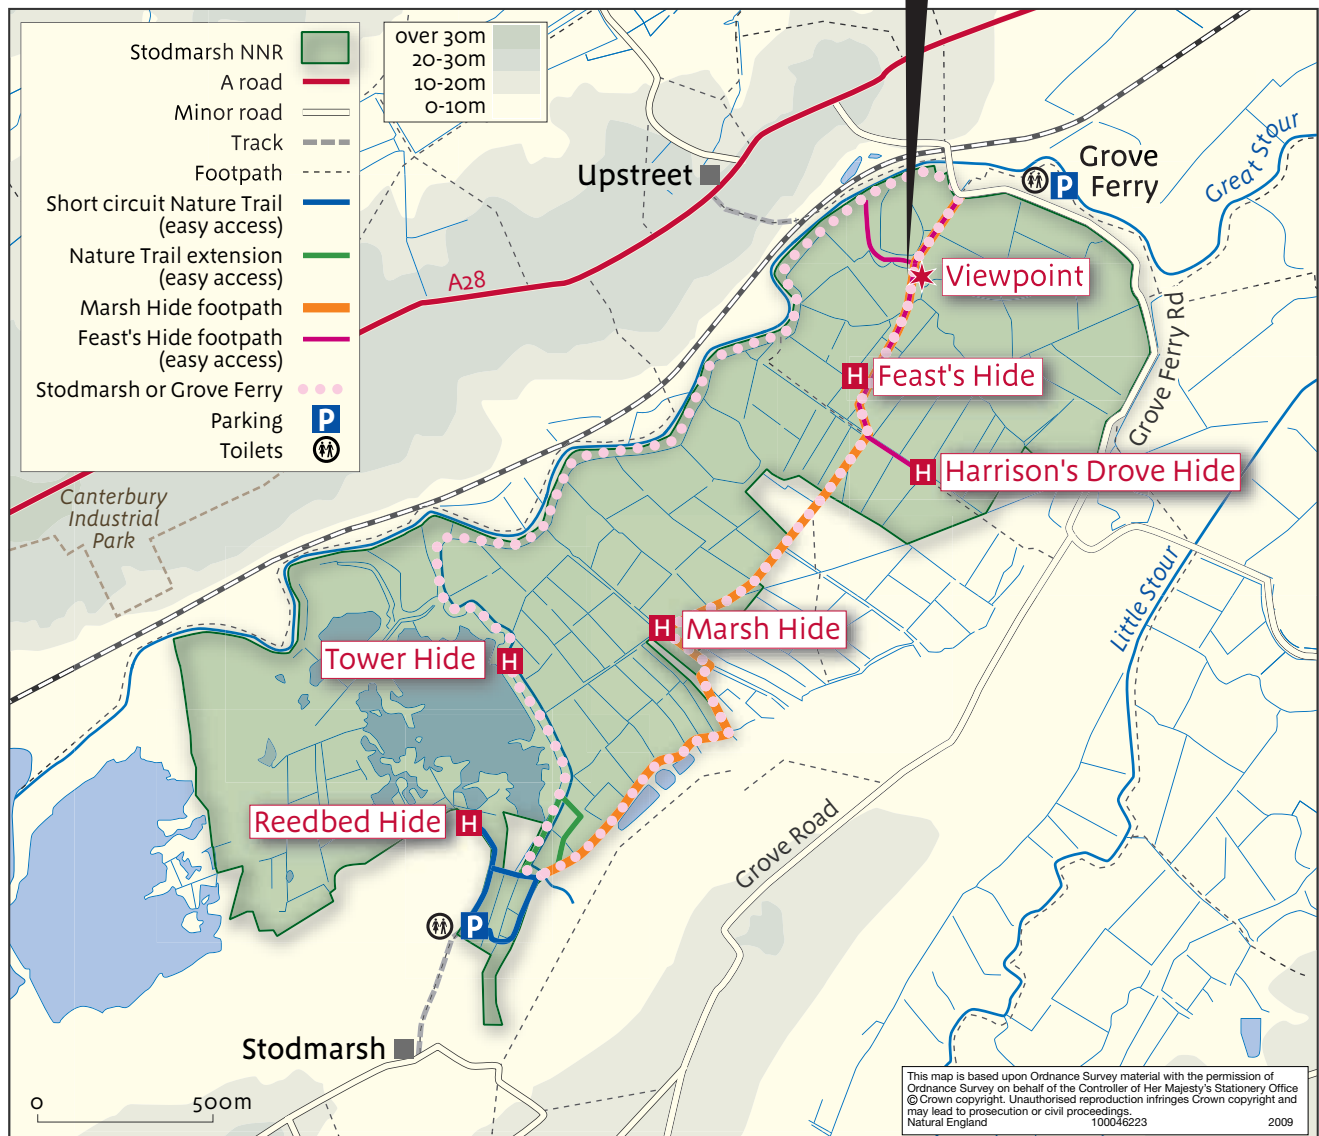 Stodmarsh NNR
A road
Minor road
Track
Footpath
Short circuit Nature Trail
(easy access)
Nature Trail extension
(easy access)
Marsh Hide footpath
Feast's Hide footpath
(easy access)
Stodmarsh or Grove Ferry
Parking
P
Toilets
over 30m
20-30m
10-20m
0-10m
Upstreet
Grove
Ferry
P
Great Stour
A28
Viewpoint
Grove Ferry Rd
H
Feast's Hide
H
Harrison's Drove Hide
Canterbury
Industrial
Park
Little Stour
H
Marsh Hide
Tower Hide
H
Reedbed Hide
H
Grove Road
P
Stodmarsh
0
500m
This map is based upon Ordnance Survey material with the permission of
Ordnance Survey on behalf of the Controller of Her Majesty's Stationery Office
© Crown copyright. Unauthorised reproduction infringes Crown copyright and
may lead to prosecution or civil proceedings.
Natural England 100046223 2009